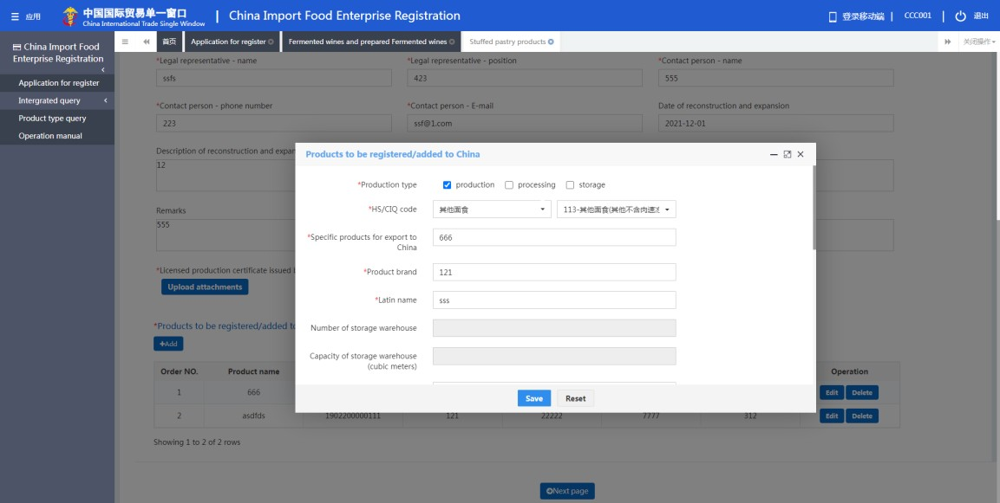 应用
中国国际贸易单一窗口
China International Trade Single Window
China Import Food Enterprise Registration
登录移动端
CCC001
退出
China Import Food Enterprise Registration
Application for register
Intergrated query
Product type query
Operation manual
首页
Application for register
Fermented wines and prepared Fermented wines
Stuffed pastry products
关闭操作
*Legal representative - name
*Legal representative - position
*Contact person - name
ssfs
423
555
*Contact person - phone number
*Contact person - E-mail
Date of reconstruction and expansion
223
ssf@1.com
2021-12-01
Description of reconstruction and expan
12
Remarks
555
*Licensed production certificate issued
Upload attachments
*Products to be registered/added to
+Add
Order NO.
Product name
Operation
1
666
Edit
Delete
2
asdfds
1902200000111
121
22222
7777
312
Edit
Delete
Showing 1 to 2 of 2 rows
Next page
Products to be registered/added to China
*Production type
production
processing
storage
*HS/CIQ code
其他面食
113-其他面食(其他不含肉速冻
*Specific products for export to
China
666
*Product brand
121
*Latin name
sss
Number of storage warehouse
Capacity of storage warehouse
(cubic meters)
Save
Reset